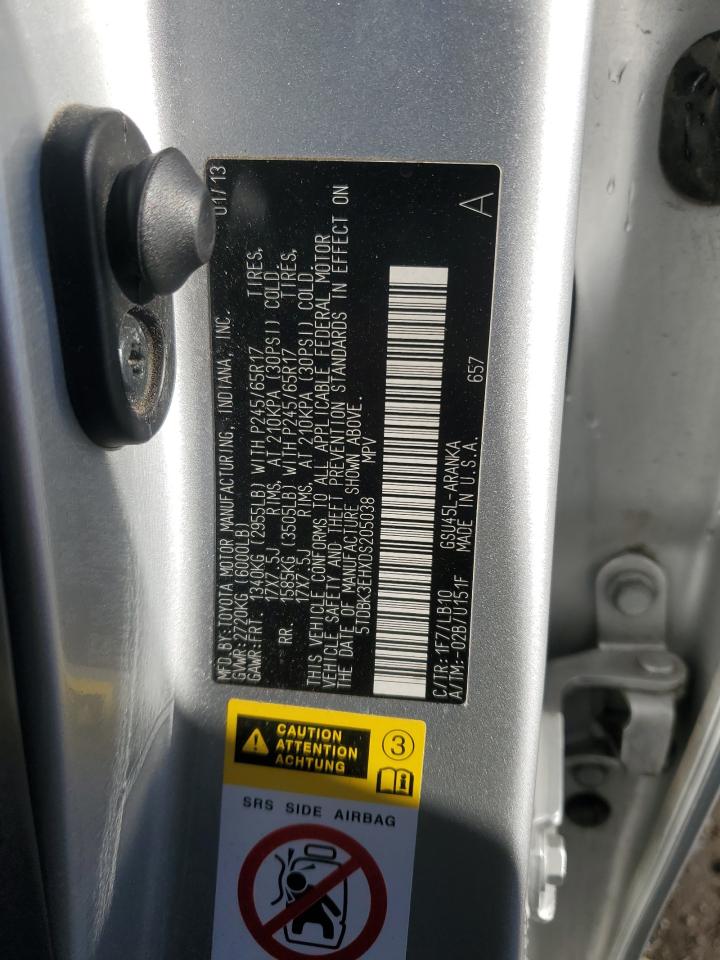 MFD.BY:TOYOTA MOTOR MANUFACTURING, INDIANA, INC. 01/13
GVWR:2720KG (6000LB)
GAWR:FRT. 1340KG (2955LB) WITH P245/65R17 TIRES,
17X7.5J RIMS, AT 210KPA (30PSI) COLD
RR. 1585KG (3505LB) WITH P245/65R17 TIRES,
17X7.5J RIMS, AT 210KPA (30PSI) COLD
THIS VEHICLE CONFORMS TO ALL APPLICABLE FEDERAL MOTOR
VEHICLE SAFETY AND THEFT PREVENTION STANDARDS IN EFFECT ON
THE DATE OF MANUFACTURE SHOWN ABOVE.
5TDBK3EHXDS205038 MPV
C/TR:1F7/LB10 GSU45L-ARANKA 657
A/TM:-02B/U151F MADE IN U.S.A. A
CAUTION
ATTENTION
ACHTUNG
3
SRS SIDE AIRBAG